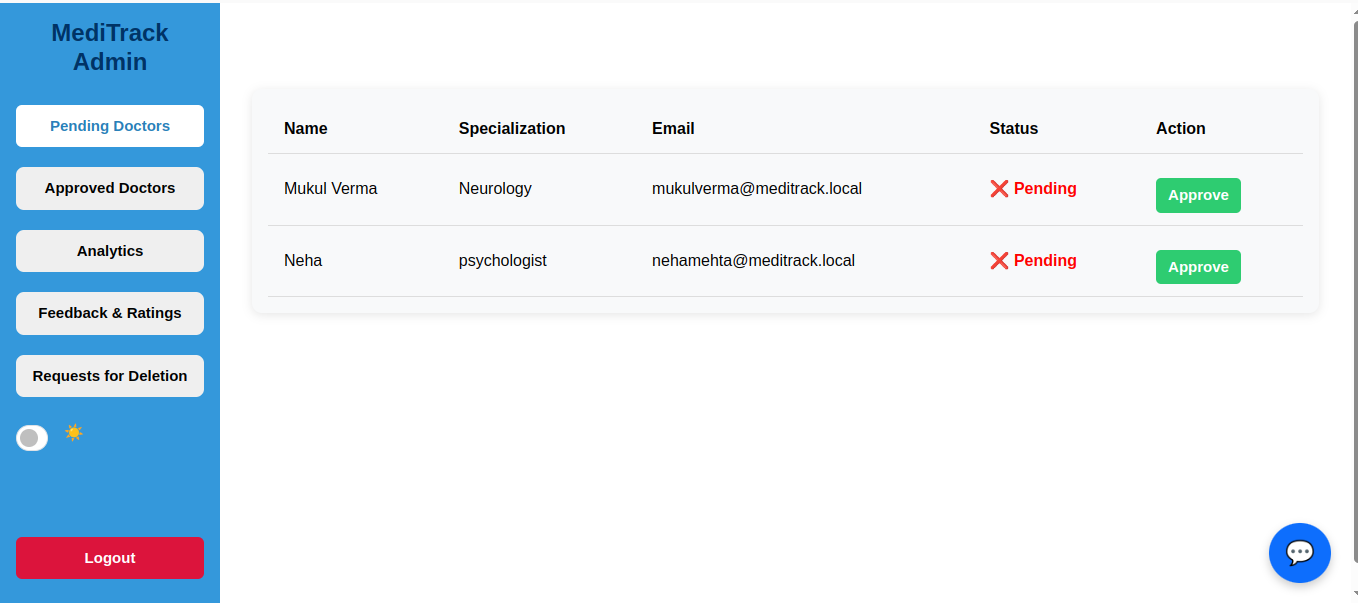 MediTrack
Admin
Pending Doctors
Approved Doctors
Analytics
Feedback & Ratings
Requests for Deletion
Logout
Name Specialization Email Status Action
Mukul Verma Neurology mukulverma@meditrack.local ❌ Pending Approve
Neha psychologist nehamehta@meditrack.local ❌ Pending Approve